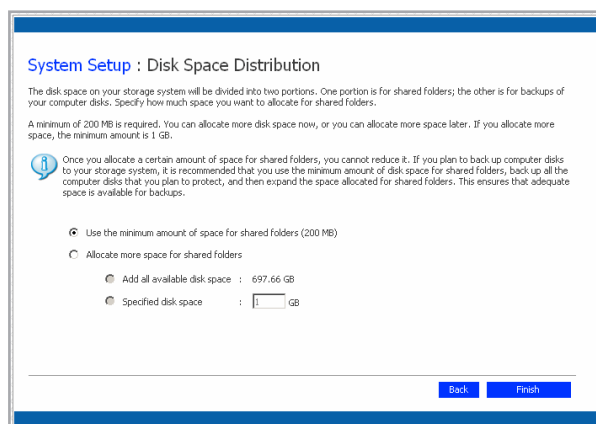 System Setup : Disk Space Distribution
The disk space on your storage system will be divided into two portions. One portion is for shared folders; the other is for backups of
your computer disks. Specify how much space you want to allocate for shared folders.
A minimum of 200 MB is required. You can allocate more disk space now, or you can allocate more space later. If you allocate more
space, the minimum amount is 1 GB.
Once you allocate a certain amount of space for shared folders, you cannot reduce it. If you plan to back up computer disks
to your storage system, it is recommended that you use the minimum amount of disk space for shared folders, back up all the
computer disks that you plan to protect, and then expand the space allocated for shared folders. This ensures that adequate
space is available for backups.
Use the minimum amount of space for shared folders (200 MB)
Allocate more space for shared folders
Add all available disk space : 697.66 GB
Specified disk space : 1 GB
Back Finish